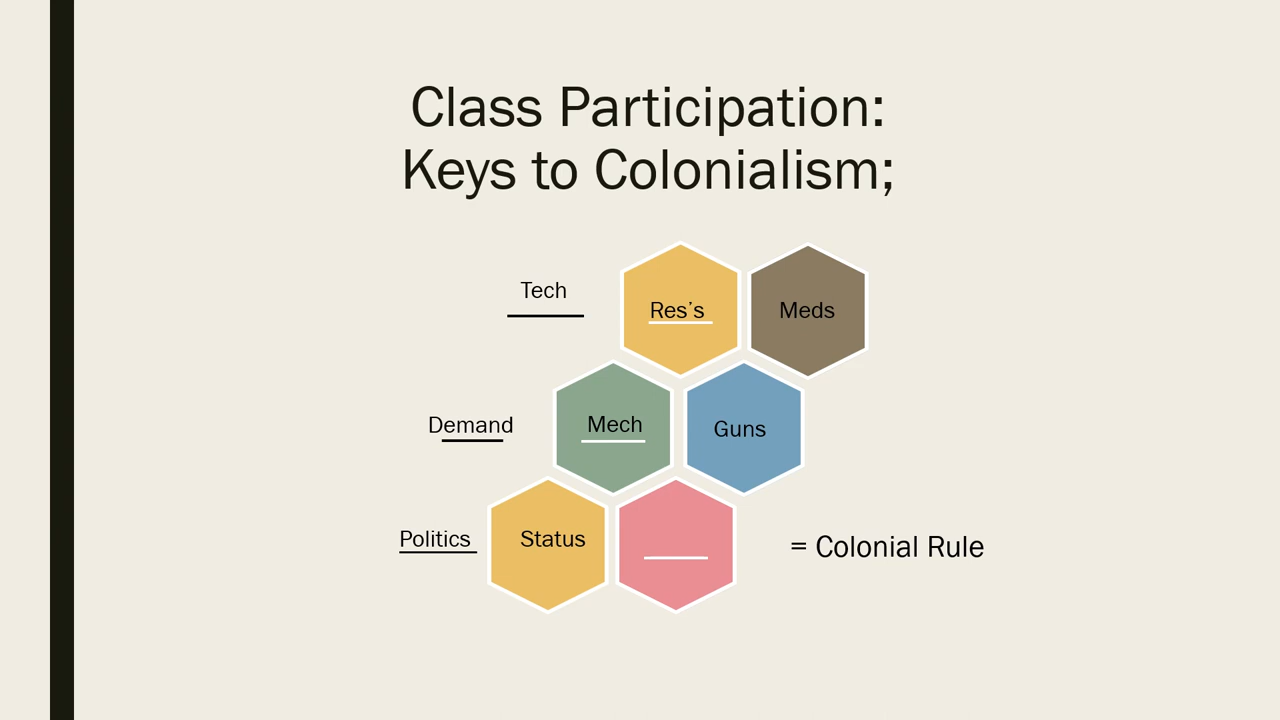 Class Participation:
Keys to Colonialism;
Tech
Res’s
Meds
Demand
Mech
Guns
Politics
Status
= Colonial Rule